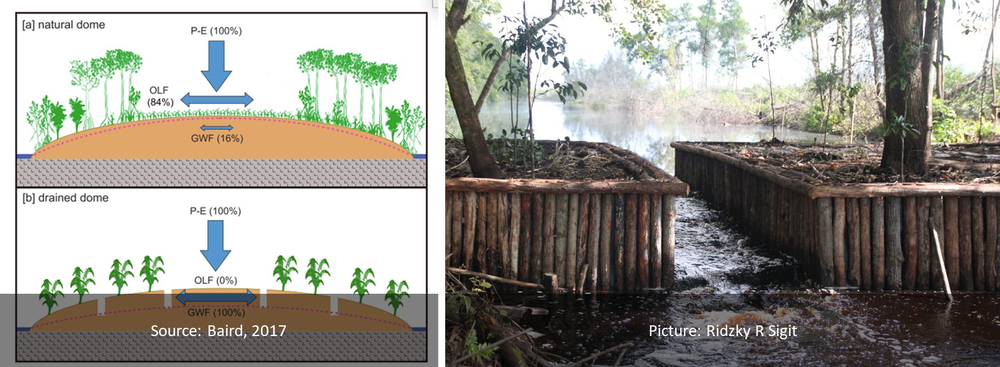 [a] natural dome
P-E (100%)
OLF
(84%)
GWF (16%)
[b] drained dome
P-E (100%)
OLF (0%)
GWF (100%)
Source: Baird, 2017
Picture: Ridzky R Sigit